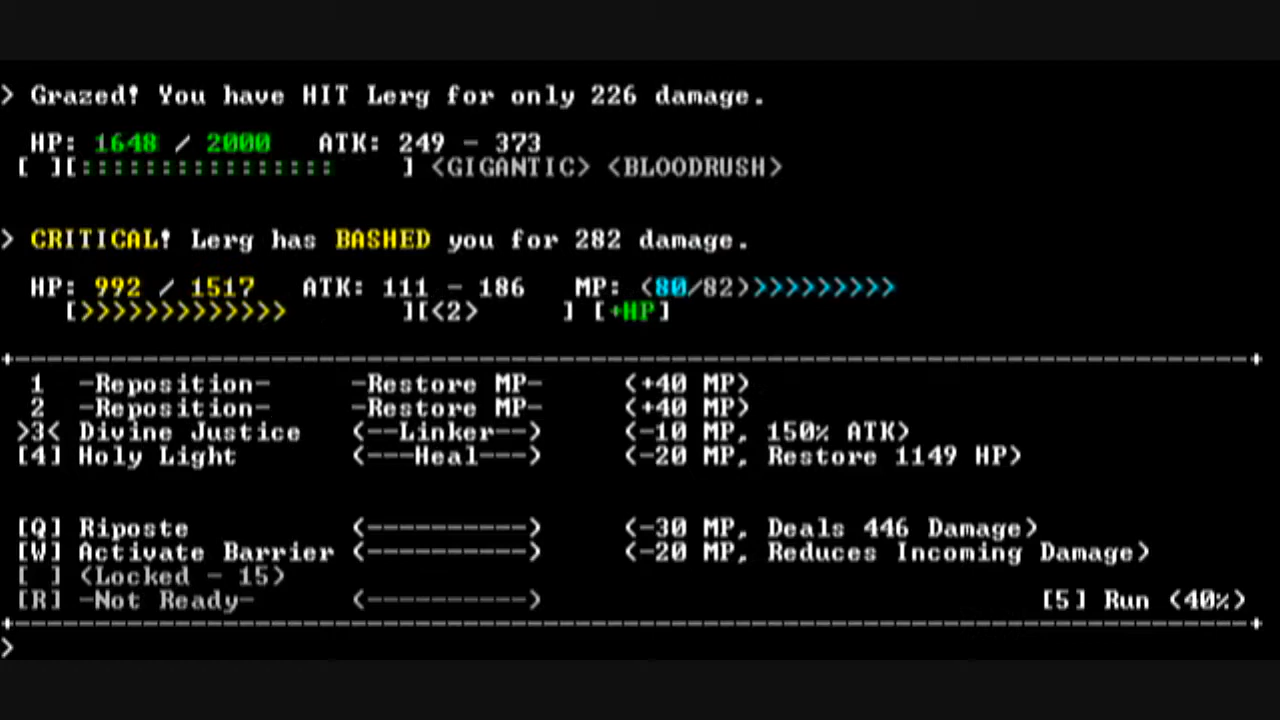 > Grazed! You have HIT Lerg for only 226 damage.
HP: 1648 / 2000   ATK: 249 - 373
[ ][::::::::::::::::    ] <GIGANTIC> <BLOODRUSH>
> CRITICAL! Lerg has BASHED you for 282 damage.
HP: 992 / 1517   ATK: 111 - 186   MP: <80/82>>>>>>>>>>
[>>>>>>>>>>>>>       ][<2>     ] [+HP]
+------------------------------------------------------------------------------+
1  -Reposition-     -Restore MP-     <+40 MP>
2  -Reposition-     -Restore MP-     <+40 MP>
>3< Divine Justice   <--Linker-->     <-10 MP, 150% ATK>
[4] Holy Light       <---Heal--->     <-20 MP, Restore 1149 HP>
[Q] Riposte          <---------->     <-30 MP, Deals 446 Damage>
[W] Activate Barrier <---------->     <-20 MP, Reduces Incoming Damage>
[ ] <Locked - 15>
[R] -Not Ready-      <---------->     [5] Run <40%>
+------------------------------------------------------------------------------+
>